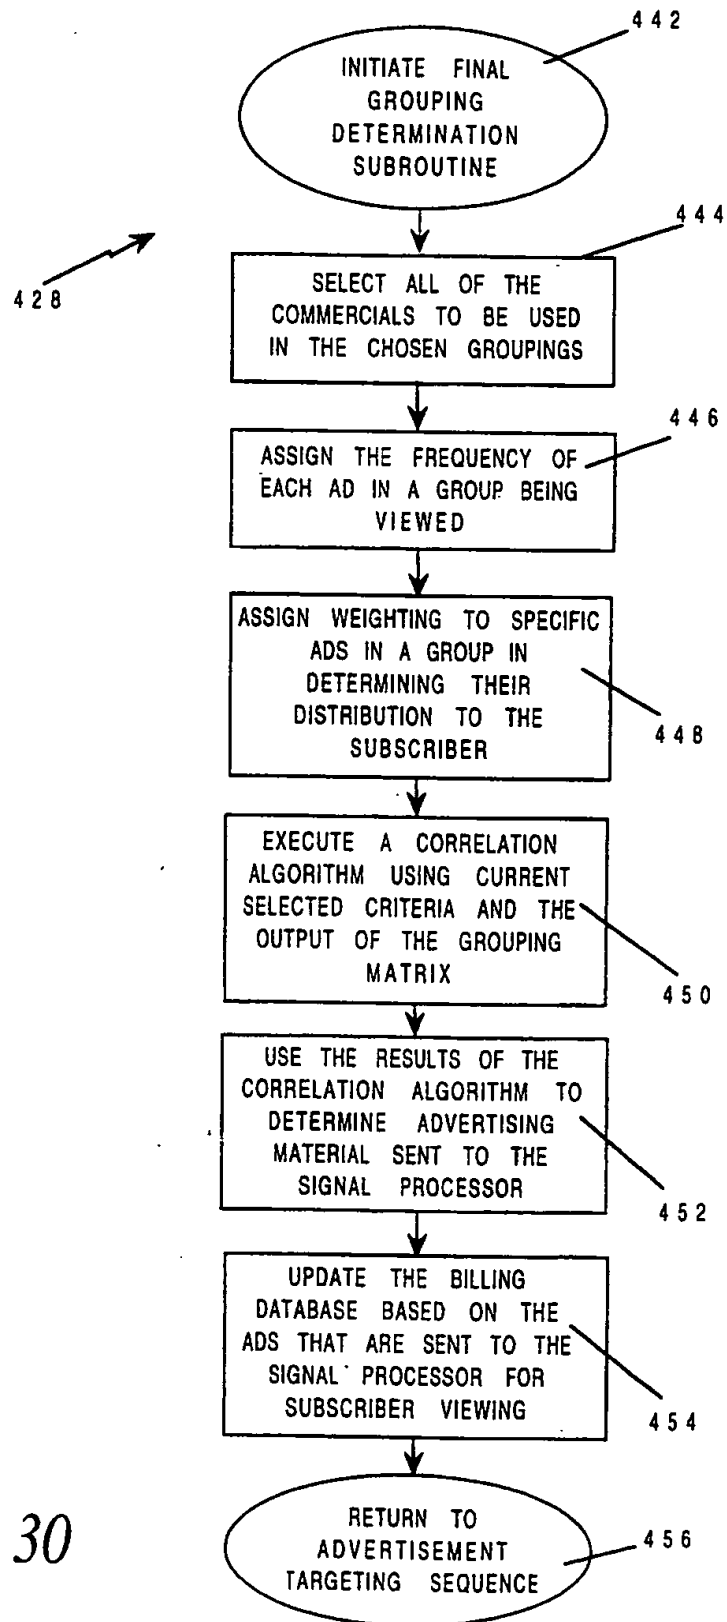 442
INITIATE FINAL
GROUPING
DETERMINATION
SUBROUTINE
428
444
SELECT ALL OF THE
COMMERCIALS TO BE USED
IN THE CHOSEN GROUPINGS
446
ASSIGN THE FREQUENCY OF
EACH AD IN A GROUP BEING
VIEWED
ASSIGN WEIGHTING TO SPECIFIC
ADS IN A GROUP IN
DETERMINING THEIR
DISTRIBUTION TO THE
SUBSCRIBER
448
EXECUTE A CORRELATION
ALGORITHM USING CURRENT
SELECTED CRITERIA AND THE
OUTPUT OF THE GROUPING
MATRIX
450
USE THE RESULTS OF THE
CORRELATION ALGORITHM TO
DETERMINE ADVERTISING
MATERIAL SENT TO THE
SIGNAL PROCESSOR
452
UPDATE THE BILLING
DATABASE BASED ON THE
ADS THAT ARE SENT TO THE
SIGNAL PROCESSOR FOR
SUBSCRIBER VIEWING
454
30
RETURN TO
ADVERTISEMENT
TARGETING SEQUENCE
456